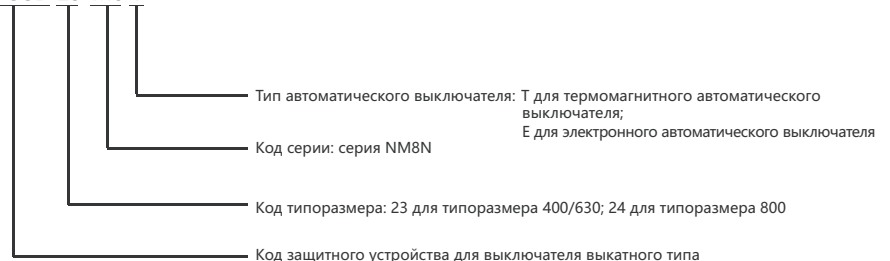 Тип автоматического выключателя: Т для термомагнитного автоматического
выключателя;
Е для электронного автоматического выключателя
Код серии: серия NM8N
Код типоразмера: 23 для типоразмера 400/630; 24 для типоразмера 800
Код защитного устройства для выключателя выкатного типа